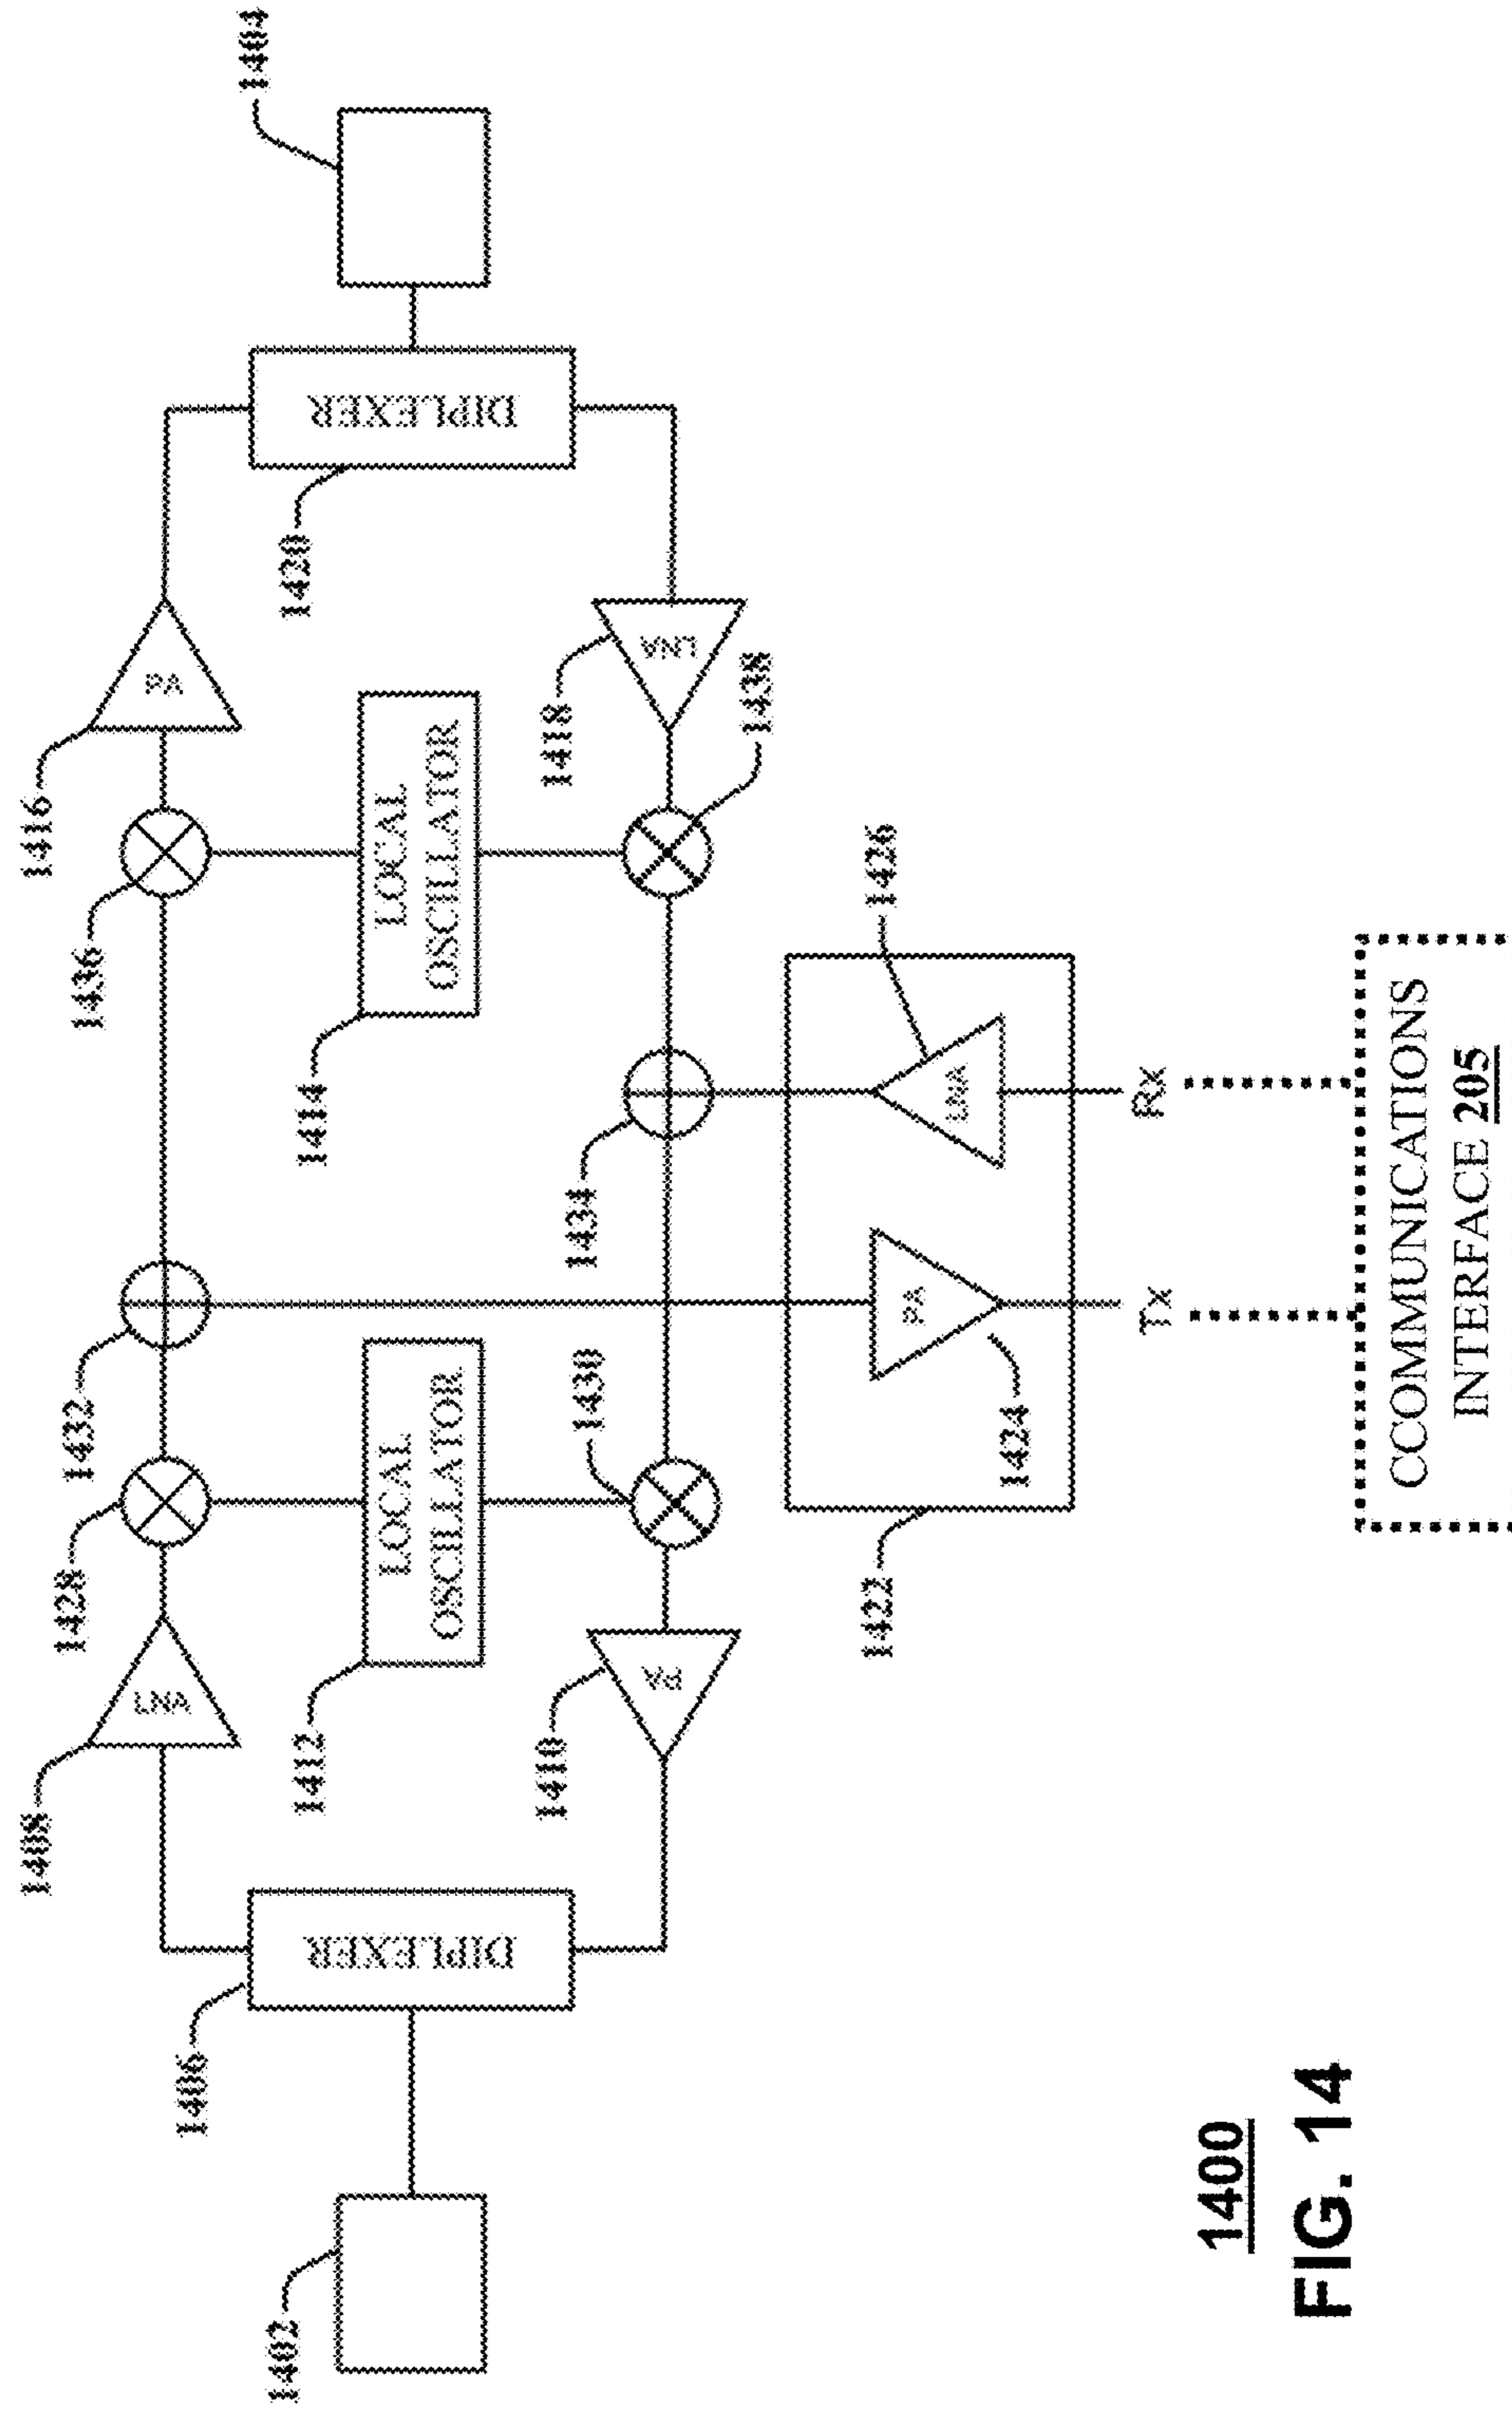 1404
1416
PA
1436
1420
DIPLEXER
LOCAL
OSCILLATOR
1414
1418
LNA
1438
1432
1434
1426
LNA
Rx
1428
LOCAL
OSCILLATOR
1412
1430
PA
1424
Tx
1422
CCOMMUNICATIONS
INTERFACE 205
1408
LNA
1410
PA
1406
DIPLEXER
1402
1400
FIG. 14